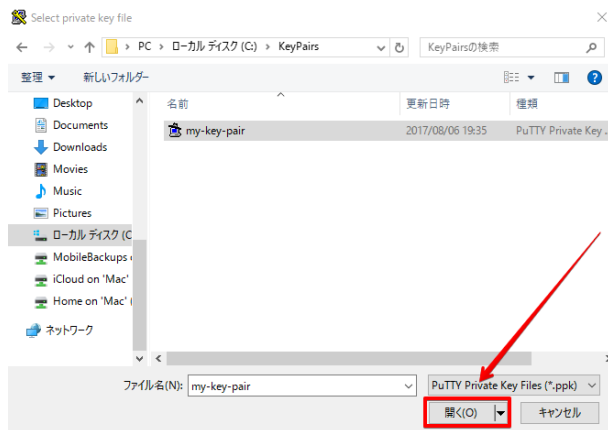 Select private key file
PC › ローカル ディスク (C:) › KeyPairs
KeyPairsの検索
整理
新しいフォルダー
名前
更新日時
種類
my-key-pair
2017/08/06 19:35
PuTTY Private Key
Desktop
Documents
Downloads
Movies
Music
Pictures
ローカル ディスク (C
MobileBackups
iCloud on 'Mac'
Home on 'Mac' (
ネットワーク
ファイル名(N):
my-key-pair
PuTTY Private Key Files (*.ppk)
開く(O)
キャンセル